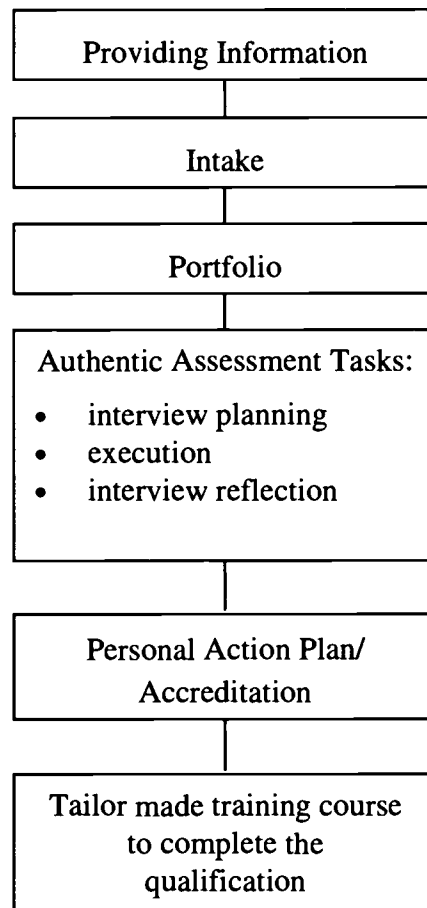 Providing Information
Intake
Portfolio
Authentic Assessment Tasks:
• interview planning
• execution
• interview reflection
Personal Action Plan/
Accreditation
Tailor made training course
to complete the
qualification